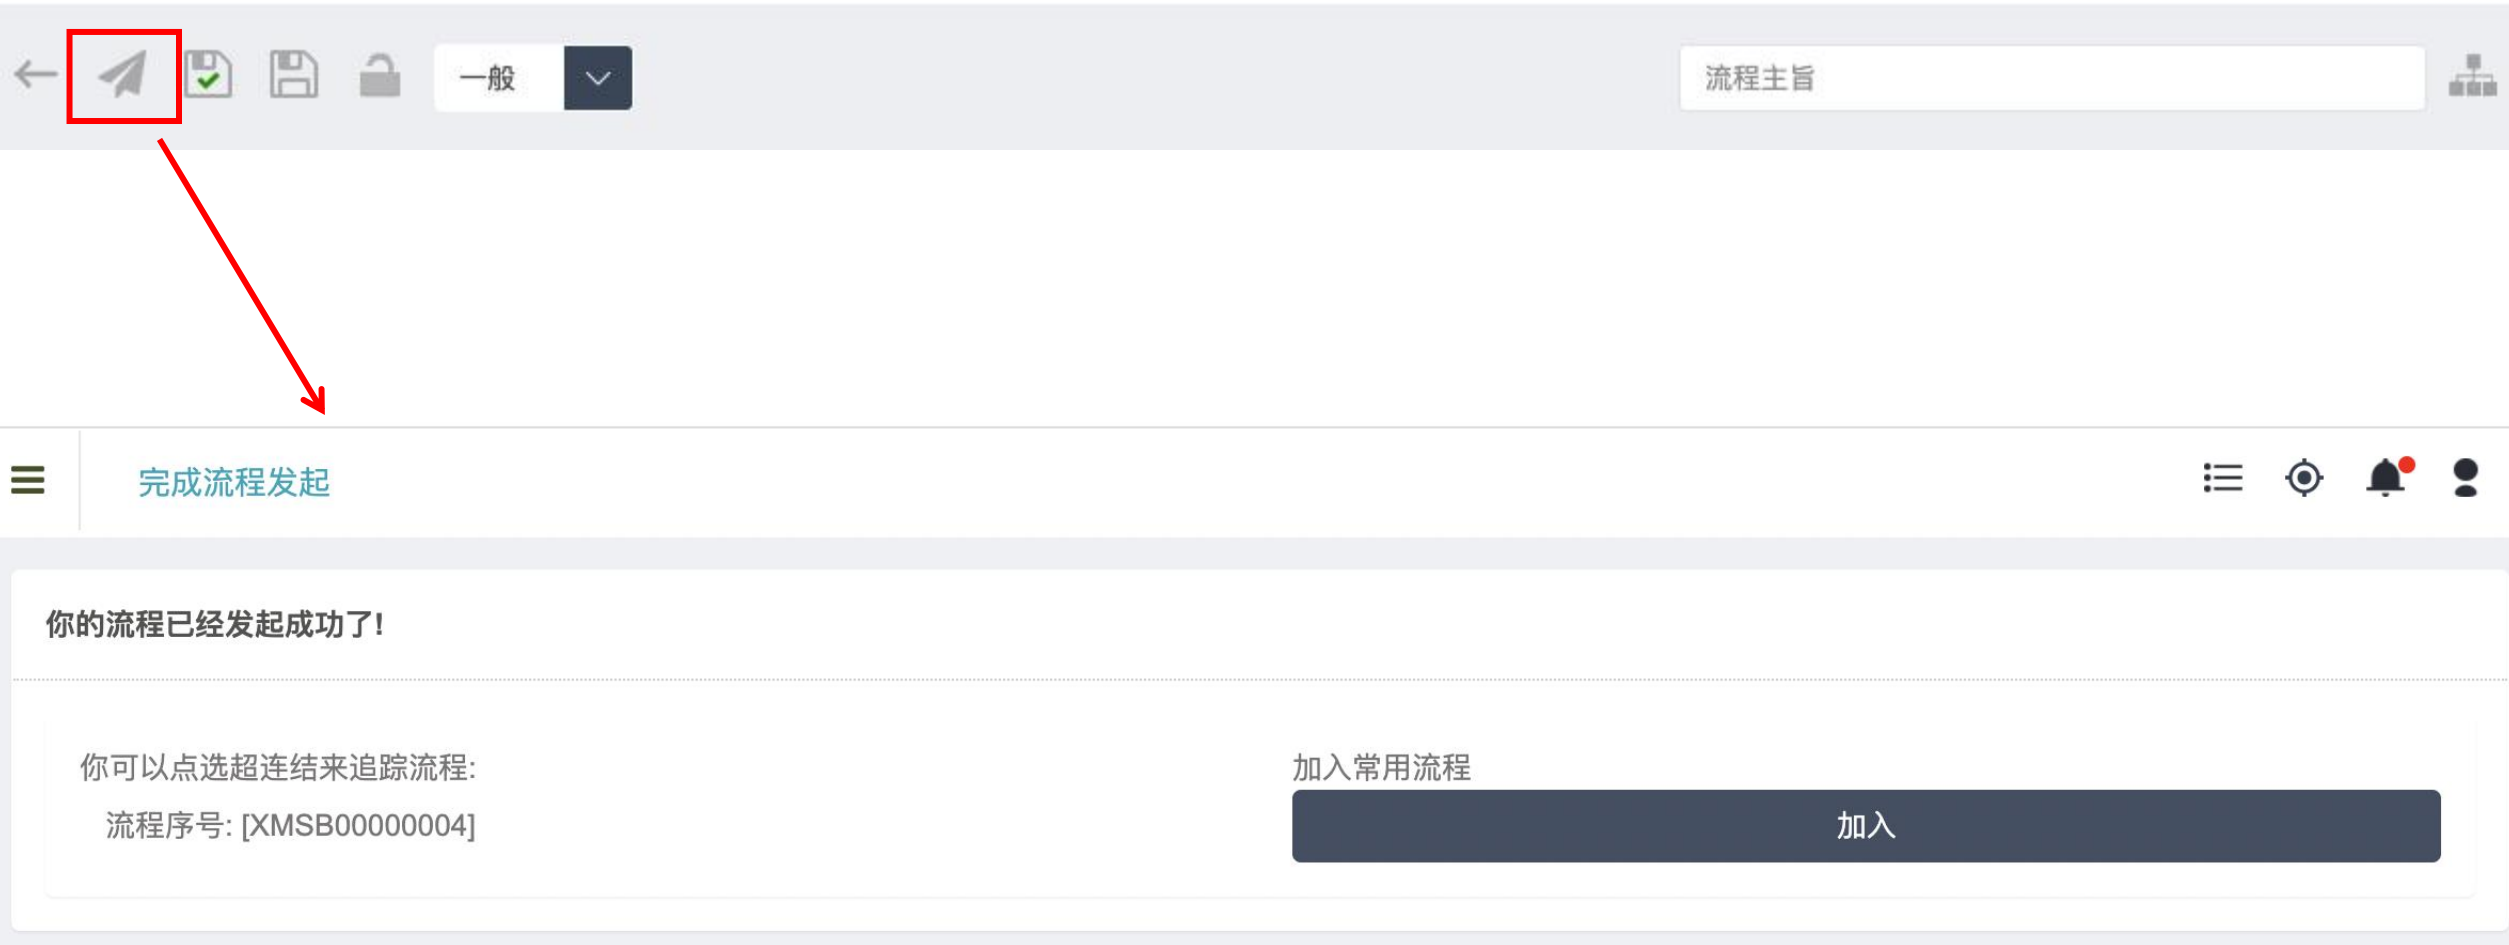 一般
流程主旨
完成流程发起
你的流程已经发起成功了!
你可以点选超连结来追踪流程:
加入常用流程
流程序号: [XMSB00000004]
加入